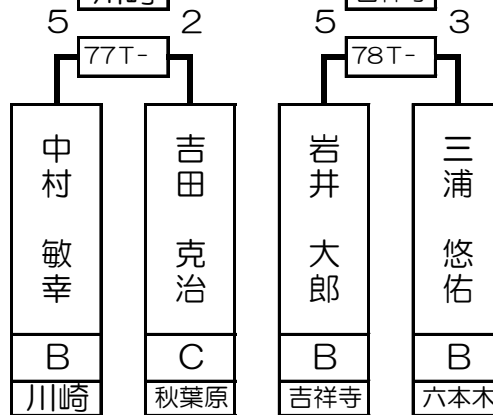 5 2 5 3
77T- 78T-
中村 敏幸
吉田 克治
岩井 大郎
三浦 悠佑
B C B B
川崎 秋葉原 吉祥寺 六本木